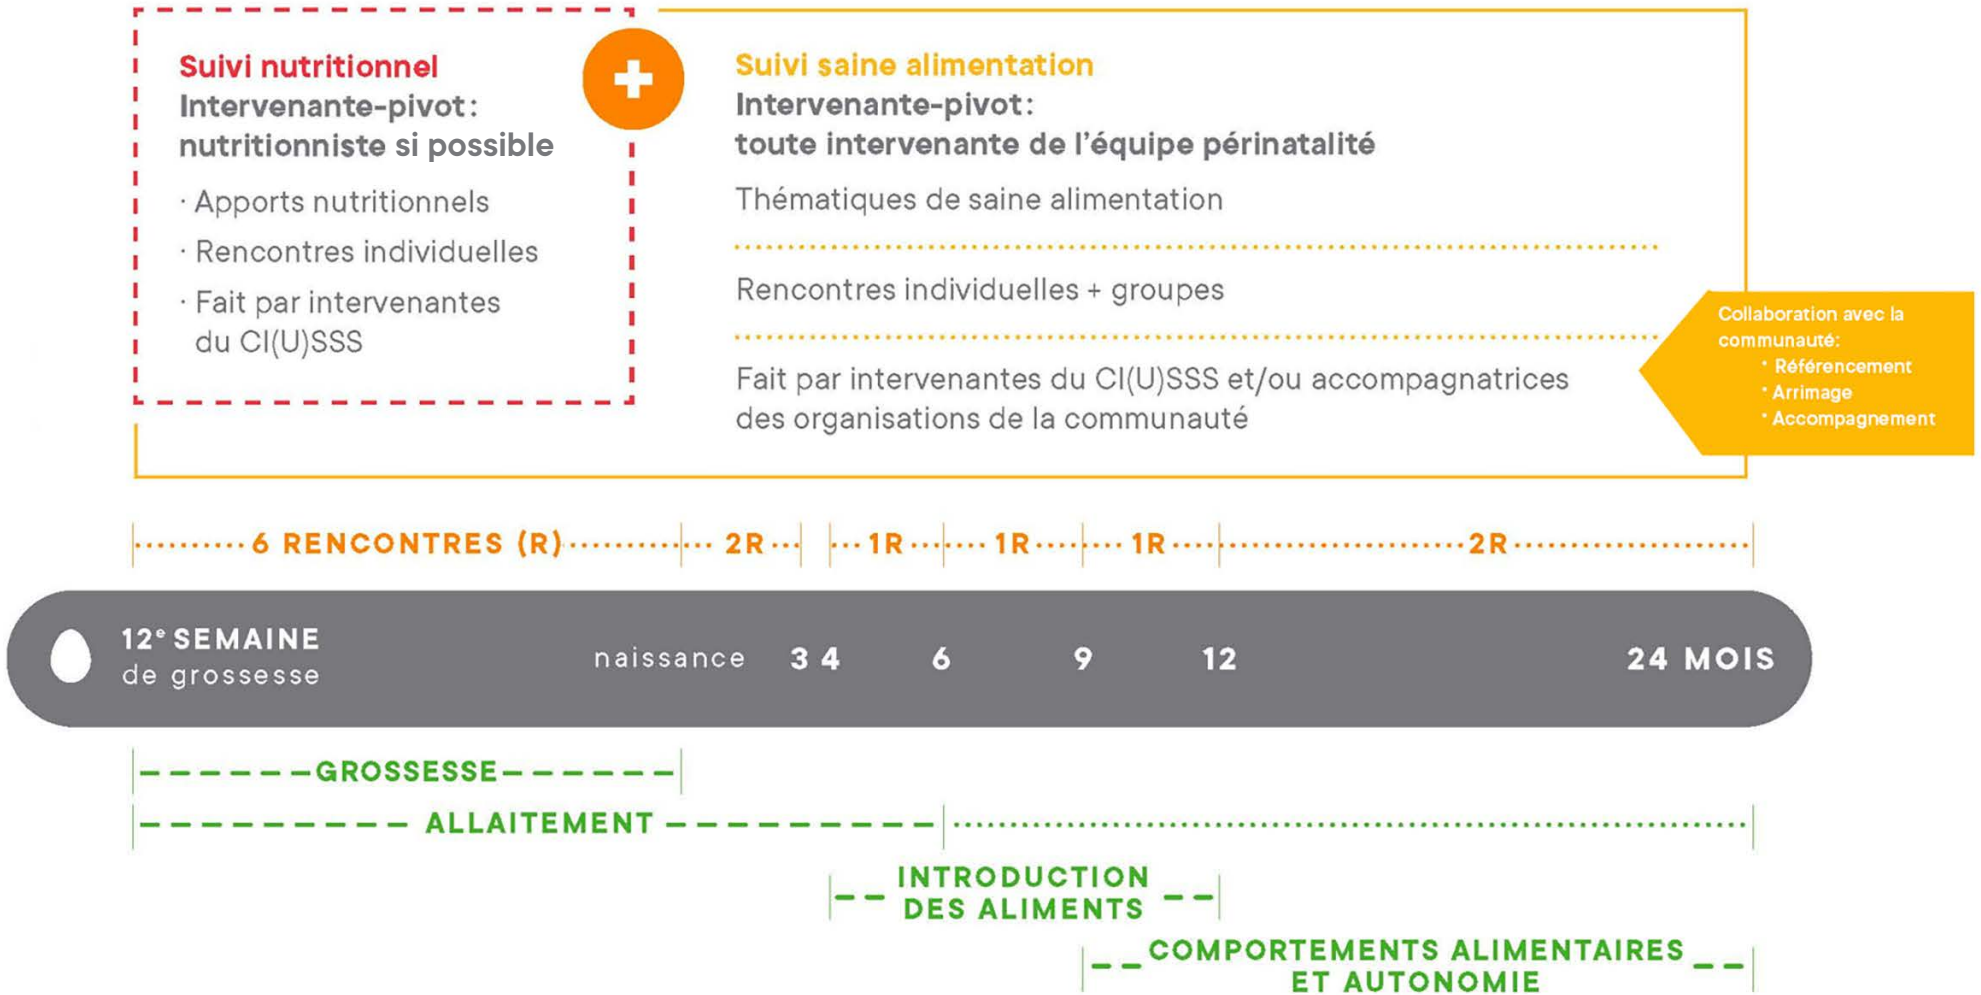 Suivi nutritionnel
Intervenante-pivot:
nutritionniste si possible
· Apports nutritionnels
· Rencontres individuelles
· Fait par intervenantes
du CI(U)SSS
+
Suivi saine alimentation
Intervenante-pivot:
toute intervenante de l'équipe périnatalité
Thématiques de saine alimentation
Rencontres individuelles + groupes
Fait par intervenantes du CI(U)SSS et/ou accompagnatrices
des organisations de la communauté
Collaboration avec la
communauté:
* Référencement
* Arrimage
* Accompagnement
6 RENCONTRES (R) 2R 1R 1R 1R 2R
12e SEMAINE
de grossesse
naissance 3 4 6 9 12 24 MOIS
GROSSESSE
ALLAITEMENT
INTRODUCTION
DES ALIMENTS
COMPORTEMENTS ALIMENTAIRES
ET AUTONOMIE